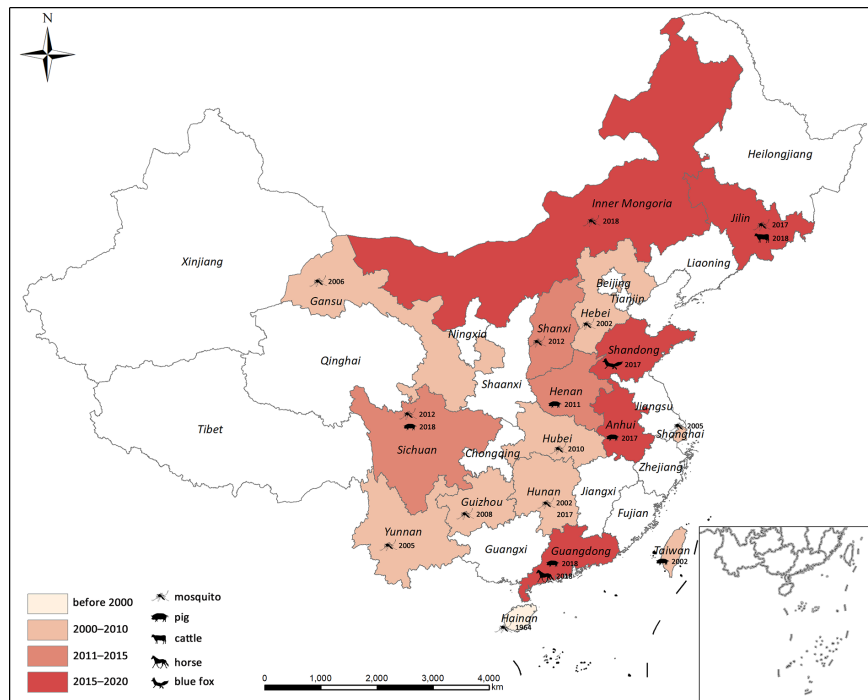 N
Heilongjiang
Inner Mongoria
2018
Jilin
2017
2018
Xinjiang
Liaoning
Beijing
Tianjin
2006
Gansu
Hebei
2002
Ningxia
Shanxi
2012
Shandong
2017
Qinghai
Shaanxi
Henan
2011
Jiangsu
2012
2018
Tibet
Sichuan
Anhui
2017
2005
Shanghai
Hubei
2010
Chongqing
Zhejiang
Hunan
2002
2017
Jiangxi
Guizhou
2008
Fujian
Yunnan
2005
Guangxi
Guangdong
2018
2018
Taiwan
2002
Hainan
1964
before 2000
2000–2010
2011–2015
2015–2020
mosquito
pig
cattle
horse
blue fox
0 1,000 2,000 3,000 4,000
km